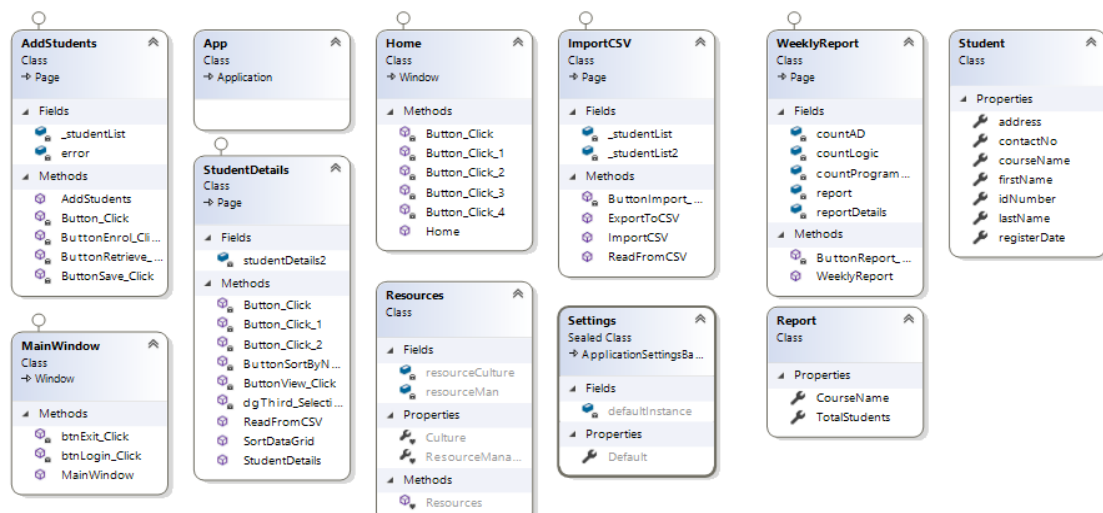 AddStudents
Class
Page
Fields
_studentList
error
Methods
AddStudents
Button_Click
ButtonEnrol_Cli...
ButtonRetrieve_...
ButtonSave_Click
App
Class
Application
Home
Class
Window
Methods
Button_Click
Button_Click_1
Button_Click_2
Button_Click_3
Button_Click_4
Home
ImportCSV
Class
Page
Fields
_studentList
_studentList2
Methods
ButtonImport_...
ExportToCSV
ImportCSV
ReadFromCSV
WeeklyReport
Class
Page
Fields
countAD
countLogic
countProgram...
report
reportDetails
Methods
ButtonReport_...
WeeklyReport
Student
Class
Properties
address
contactNo
courseName
firstName
idNumber
lastName
registerDate
StudentDetails
Class
Page
Fields
studentDetails2
Methods
Button_Click
Button_Click_1
Button_Click_2
ButtonSortByN...
ButtonView_Click
dgThird_Selecti...
ReadFromCSV
SortDataGrid
StudentDetails
MainWindow
Class
Window
Methods
btnExit_Click
btnLogin_Click
MainWindow
Resources
Class
Fields
resourceCulture
resourceMan
Properties
Culture
ResourceMana...
Methods
Resources
Settings
Sealed Class
ApplicationSettingsBa...
Fields
defaultInstance
Properties
Default
Report
Class
Properties
CourseName
TotalStudents